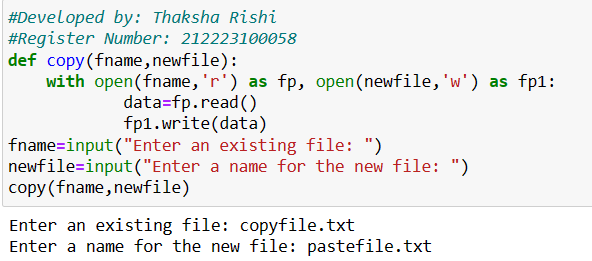 #Developed by: Thaksha Rishi
#Register Number: 212223100058
def copy(fname,newfile):
    with open(fname,'r') as fp, open(newfile,'w') as fp1:
            data=fp.read()
            fp1.write(data)
fname=input("Enter an existing file: ")
newfile=input("Enter a name for the new file: ")
copy(fname,newfile)
Enter an existing file: copyfile.txt
Enter a name for the new file: pastefile.txt